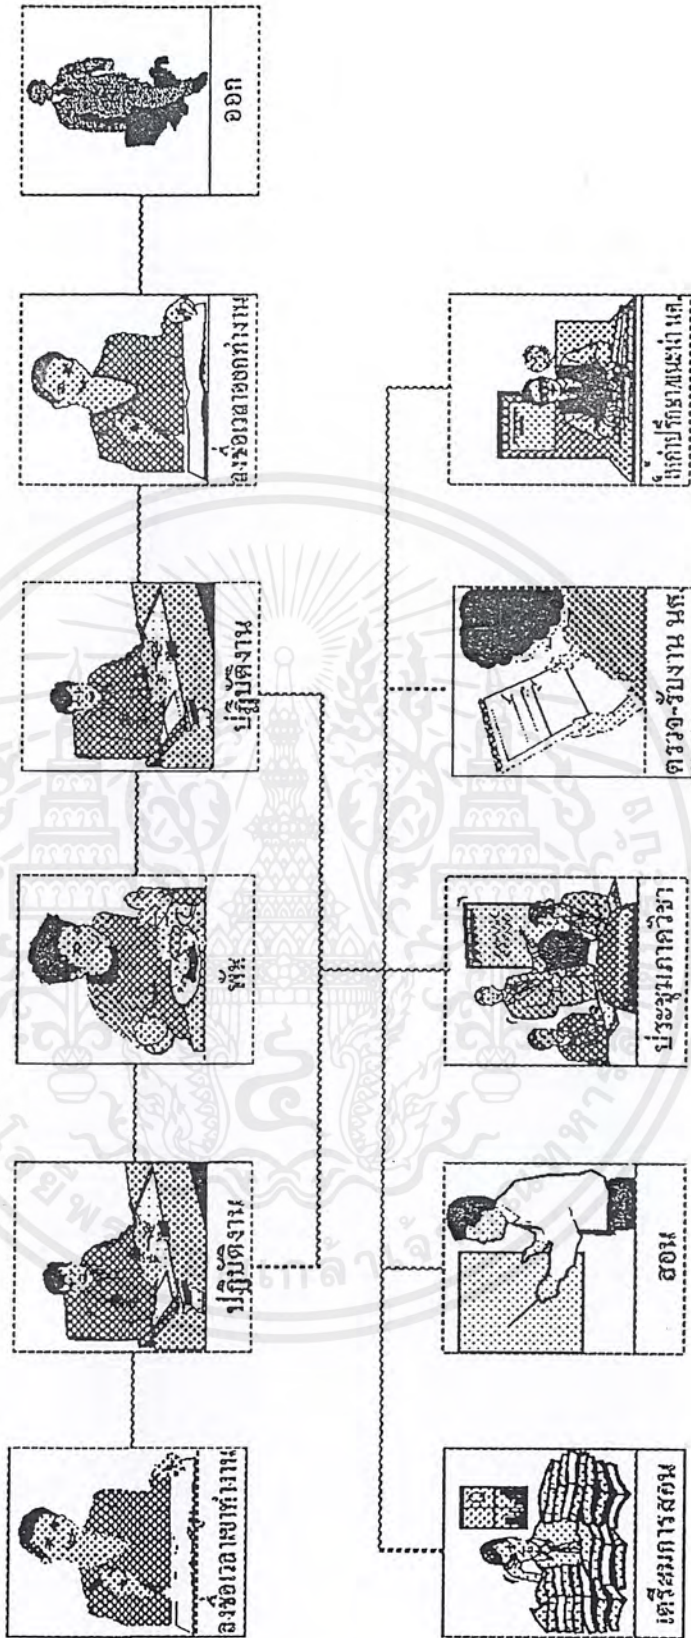 ลงชื่อเวลาเข้าทำงาน
ปฏิบัติงาน
พัก
ปฏิบัติงาน
ลงชื่อเวลาออกทำงาน
ออก
เตรียมการสอน
สอน
ประชุมภาควิชา
ตรวจ-รับงาน นศ.
ให้คำปรึกษาแนะนำ นศ.